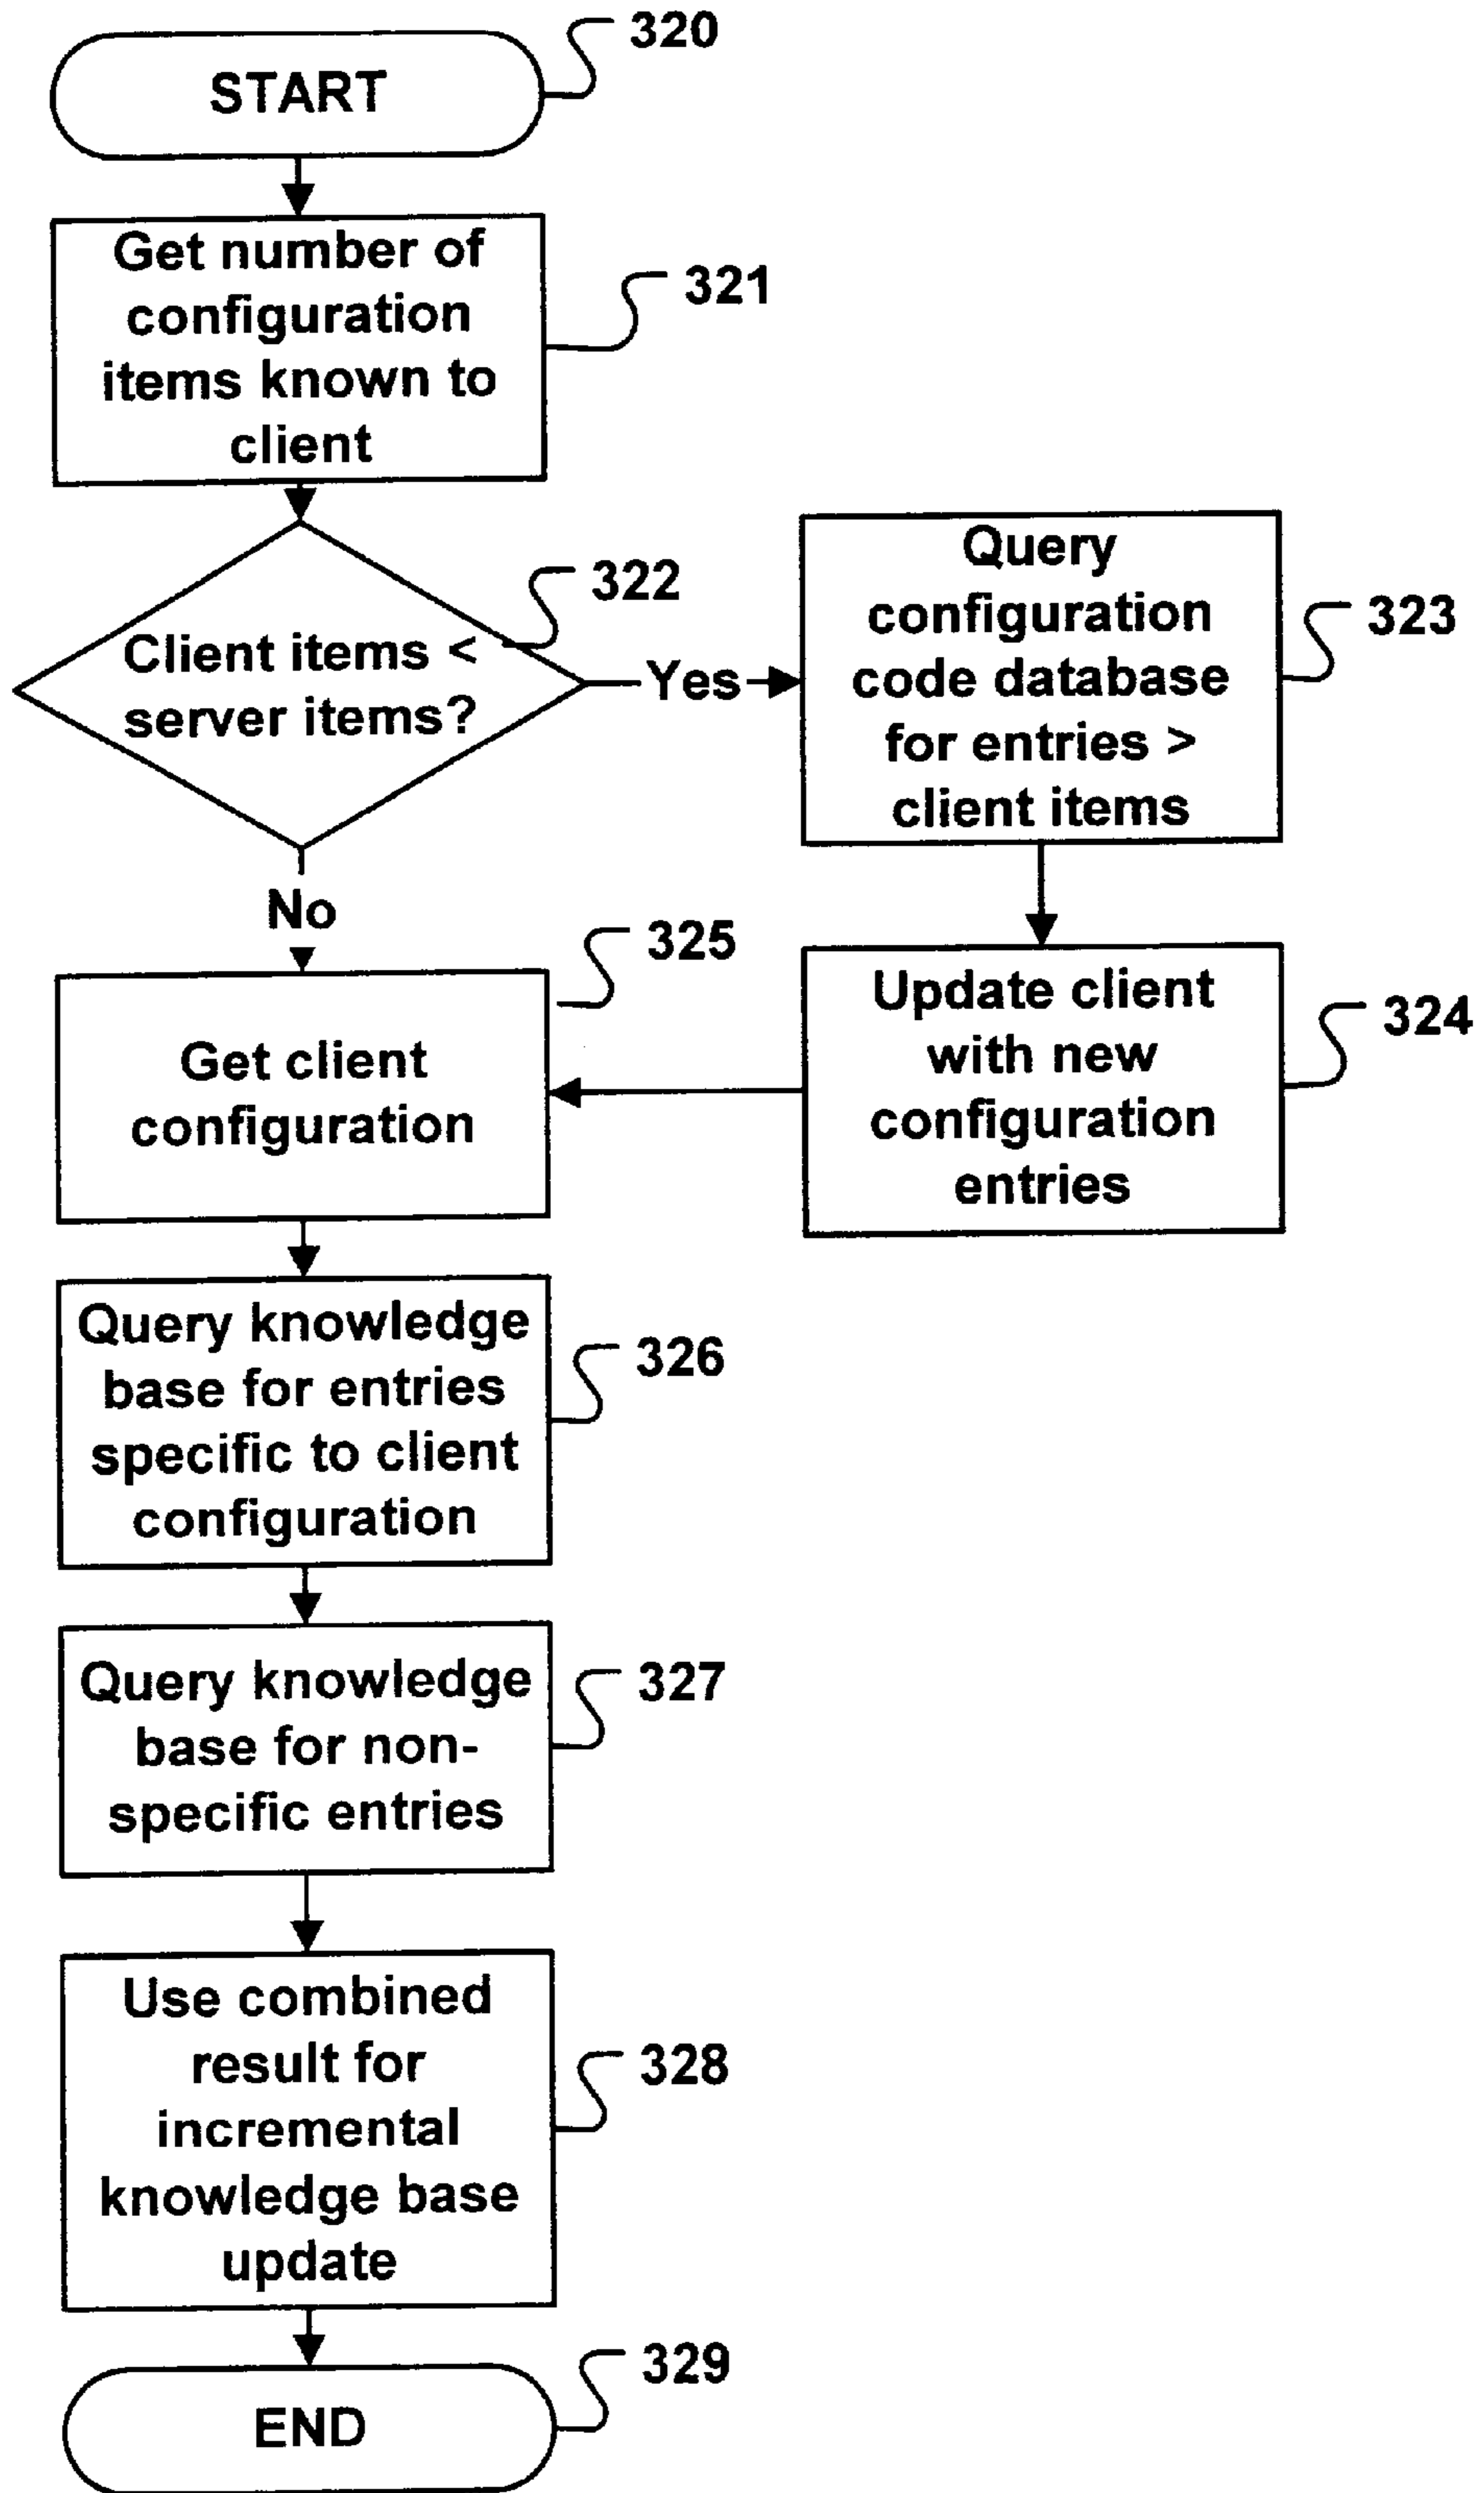 320
START
Get number of
configuration
items known to
client
321
322
Client items <
server items?
Yes
Query
configuration
code database
for entries >
client items
323
No
325
Get client
configuration
Update client
with new
configuration
entries
324
Query knowledge
base for entries
specific to client
configuration
326
Query knowledge
base for non-
specific entries
327
Use combined
result for
incremental
knowledge base
update
328
END
329